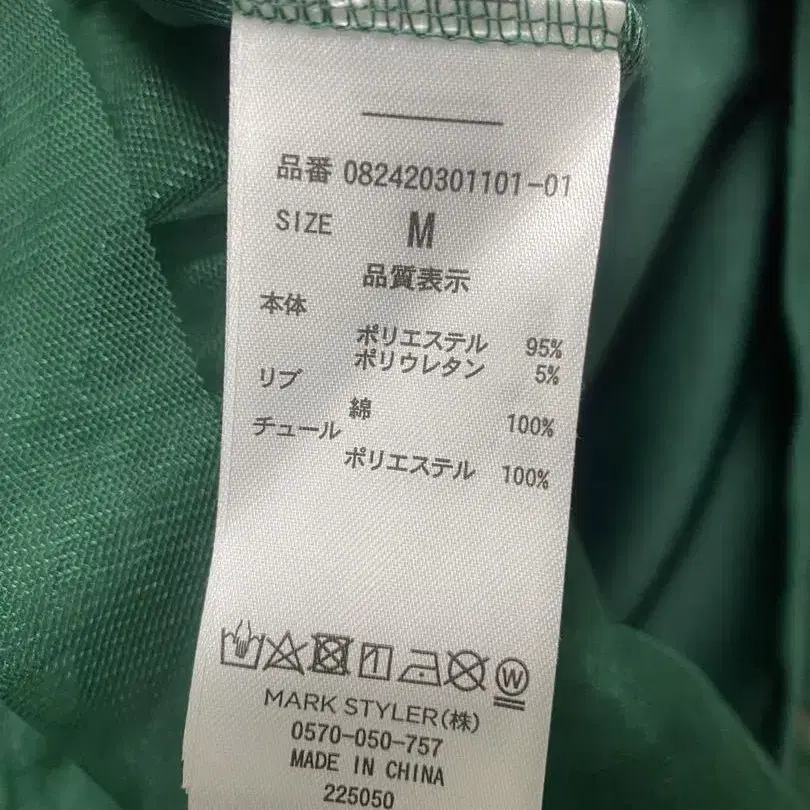 品番 082420301101-01
SIZE M
品質表示
本体
ポリエステル 95%
ポリウレタン 5%
リブ
綿 100%
チュール
ポリエステル 100%
W
MARK STYLER(株)
0570-050-757
MADE IN CHINA
225050